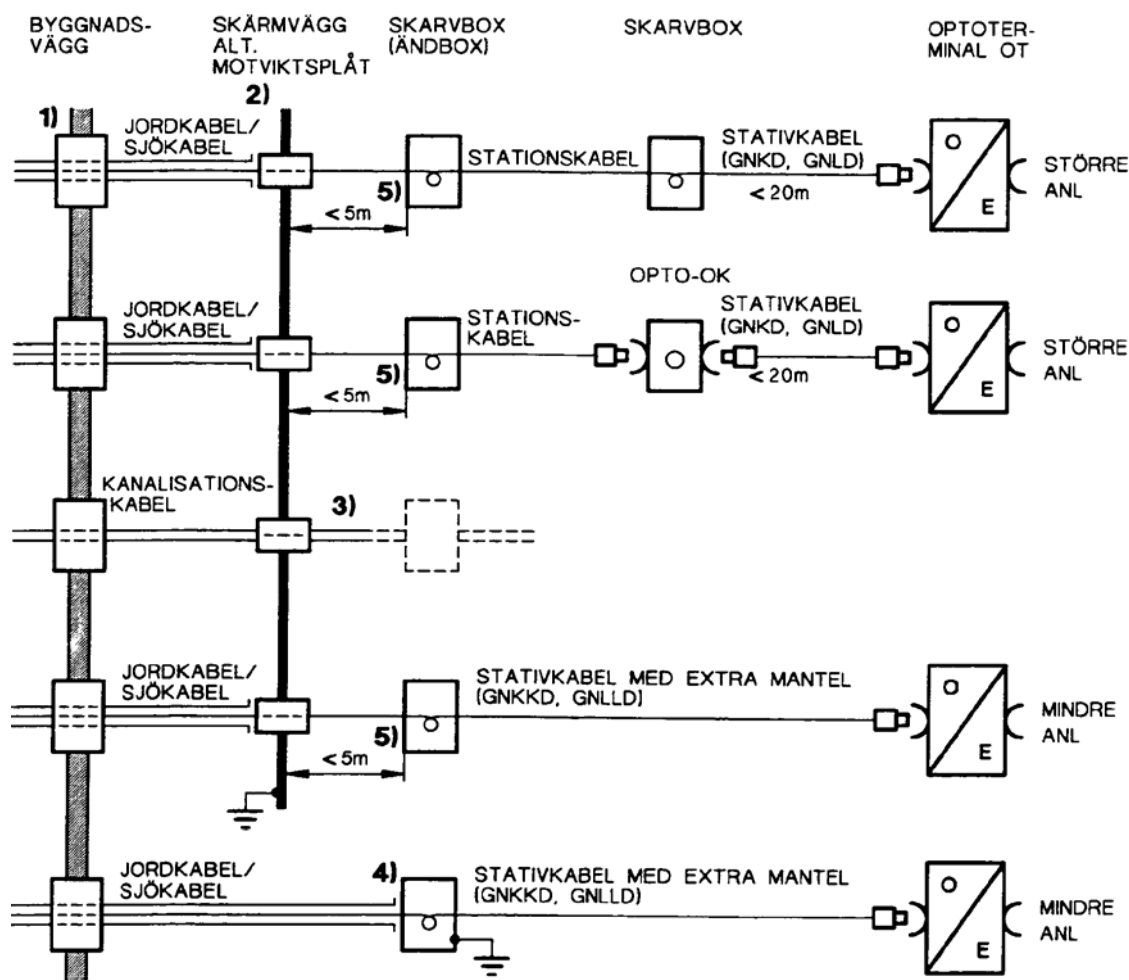 BYGGNADS-
VÄGG
SKÄRMVÄGG
ALT.
MOTVIKTSPLÅT
SKARVBOX
(ÄNDBOX)
SKARVBOX
OPTOTER-
MINAL OT
1)
2)
JORDKABEL/
SJÖKABEL
5)
< 5m
STATIONSKABEL
STATIVKABEL
(GNKD, GNLD)
< 20m
O
E
STÖRRE
ANL
JORDKABEL/
SJÖKABEL
5)
< 5m
STATIONS-
KABEL
OPTO-OK
STATIVKABEL
(GNKD, GNLD)
< 20m
O
E
STÖRRE
ANL
KANALISATIONS-
KABEL
3)
JORDKABEL/
SJÖKABEL
5)
< 5m
STATIVKABEL MED EXTRA MANTEL
(GNKKD, GNLLD)
O
E
MINDRE
ANL
JORDKABEL/
SJÖKABEL
4)
STATIVKABEL MED EXTRA MANTEL
(GNKKD, GNLLD)
O
E
MINDRE
ANL